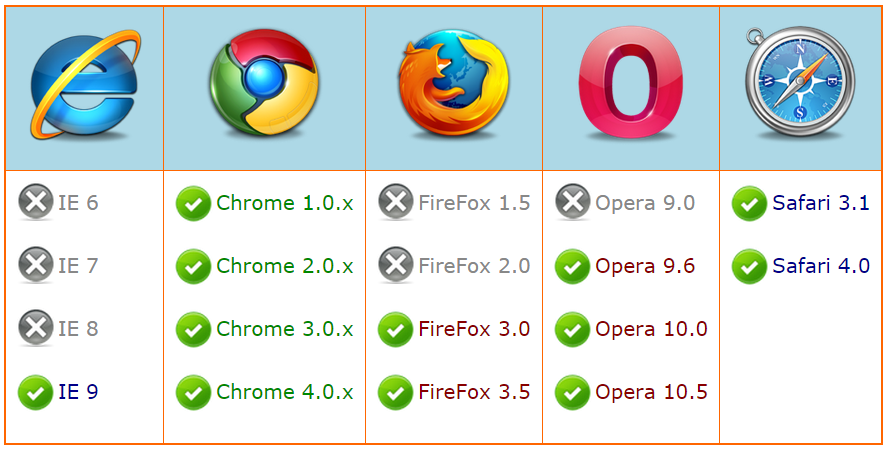 N
W
E
S
IE 6
Chrome 1.0.x
FireFox 1.5
Opera 9.0
Safari 3.1
IE 7
Chrome 2.0.x
FireFox 2.0
Opera 9.6
Safari 4.0
IE 8
Chrome 3.0.x
FireFox 3.0
Opera 10.0
IE 9
Chrome 4.0.x
FireFox 3.5
Opera 10.5